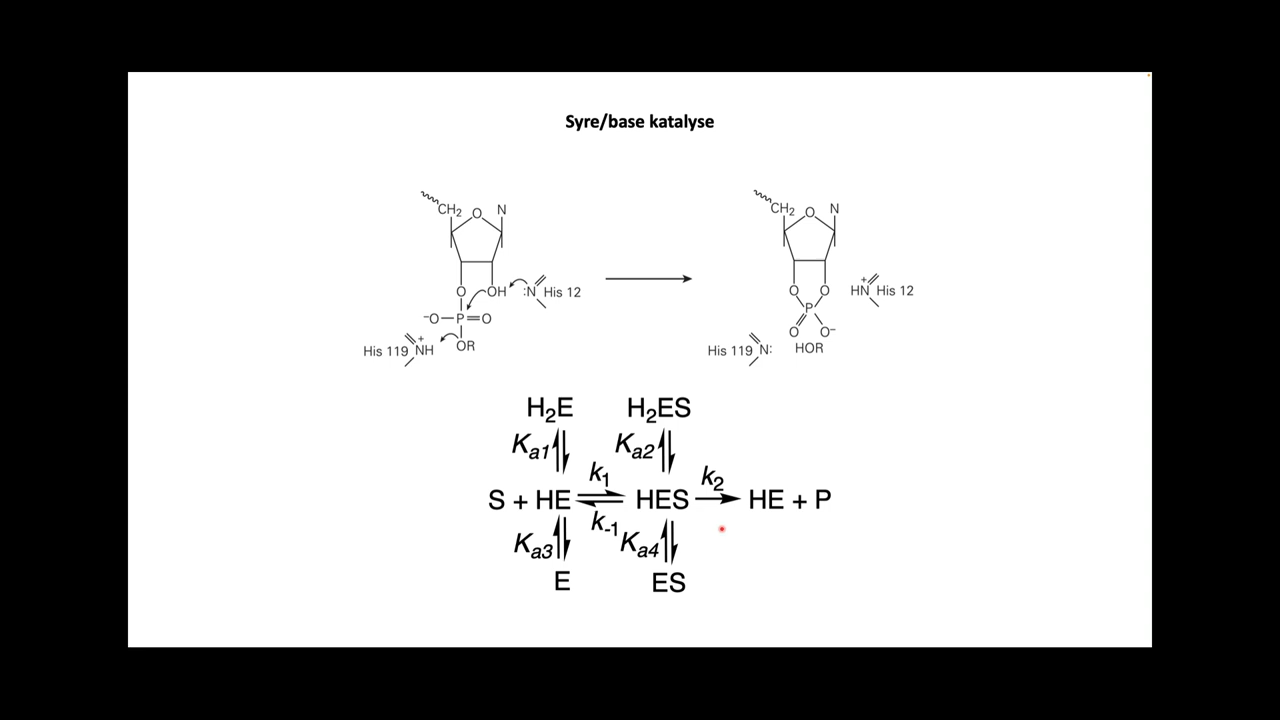 Syre/base katalyse
CH2 O N
O OH :N His 12
⁻O—P=O
His 119 NH + OR
CH2 O N
O O HN + His 12
P
O O⁻
His 119 N: HOR
H2E H2ES
Ka1 Ka2
k1 k2
S + HE HES HE + P
k-1
Ka3 Ka4
E ES